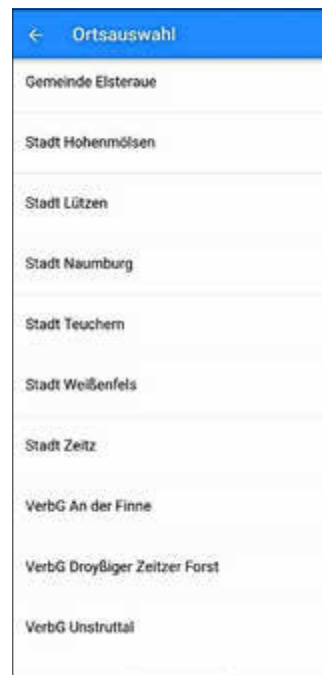 Ortsauswahl
Gemeinde Elsteraue
Stadt Hohenmölsen
Stadt Lützen
Stadt Naumburg
Stadt Teuchern
Stadt Weißenfels
Stadt Zeitz
VerbG An der Finne
VerbG Droyßiger Zeitzer Forst
VerbG Unstruttal